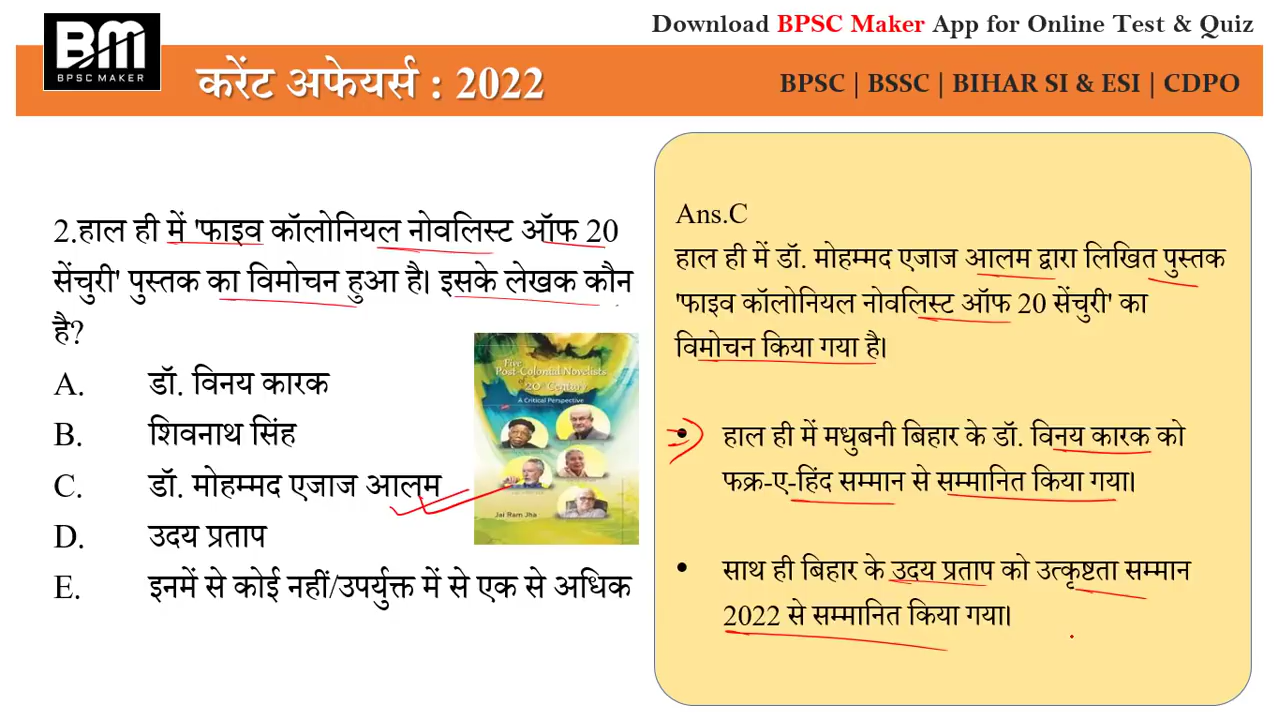 Download BPSC Maker App for Online Test & Quiz
BM
BPSC MAKER
करेंट अफेयर्स : 2022
BPSC | BSSC | BIHAR SI & ESI | CDPO
2.हाल ही में 'फाइव कॉलोनियल नोवलिस्ट ऑफ 20
सेंचुरी' पुस्तक का विमोचन हुआ है। इसके लेखक कौन
है?
A. डॉ. विनय कारक
B. शिवनाथ सिंह
C. डॉ. मोहम्मद एजाज आलम
D. उदय प्रताप
E. इनमें से कोई नहीं/उपर्युक्त में से एक से अधिक
Five
Post-Colonial Novelists
of 20th Century
A Critical Perspective
Jai Ram Jha
Ans.C
हाल ही में डॉ. मोहम्मद एजाज आलम द्वारा लिखित पुस्तक
'फाइव कॉलोनियल नोवलिस्ट ऑफ 20 सेंचुरी' का
विमोचन किया गया है।
• हाल ही में मधुबनी बिहार के डॉ. विनय कारक को
फक्र-ए-हिंद सम्मान से सम्मानित किया गया।
• साथ ही बिहार के उदय प्रताप को उत्कृष्टता सम्मान
2022 से सम्मानित किया गया।